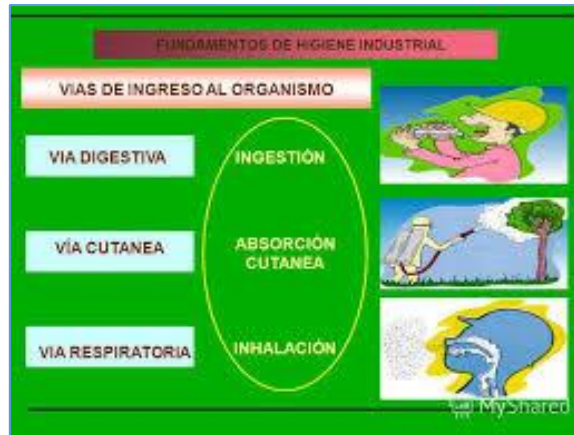 FUNDAMENTOS DE HIGIENE INDUSTRIAL
VIAS DE INGRESO AL ORGANISMO
VIA DIGESTIVA
INGESTIÓN
VÍA CUTANEA
ABSORCIÓN
CUTANEA
VIA RESPIRATORIA
INHALACIÓN
MyShared